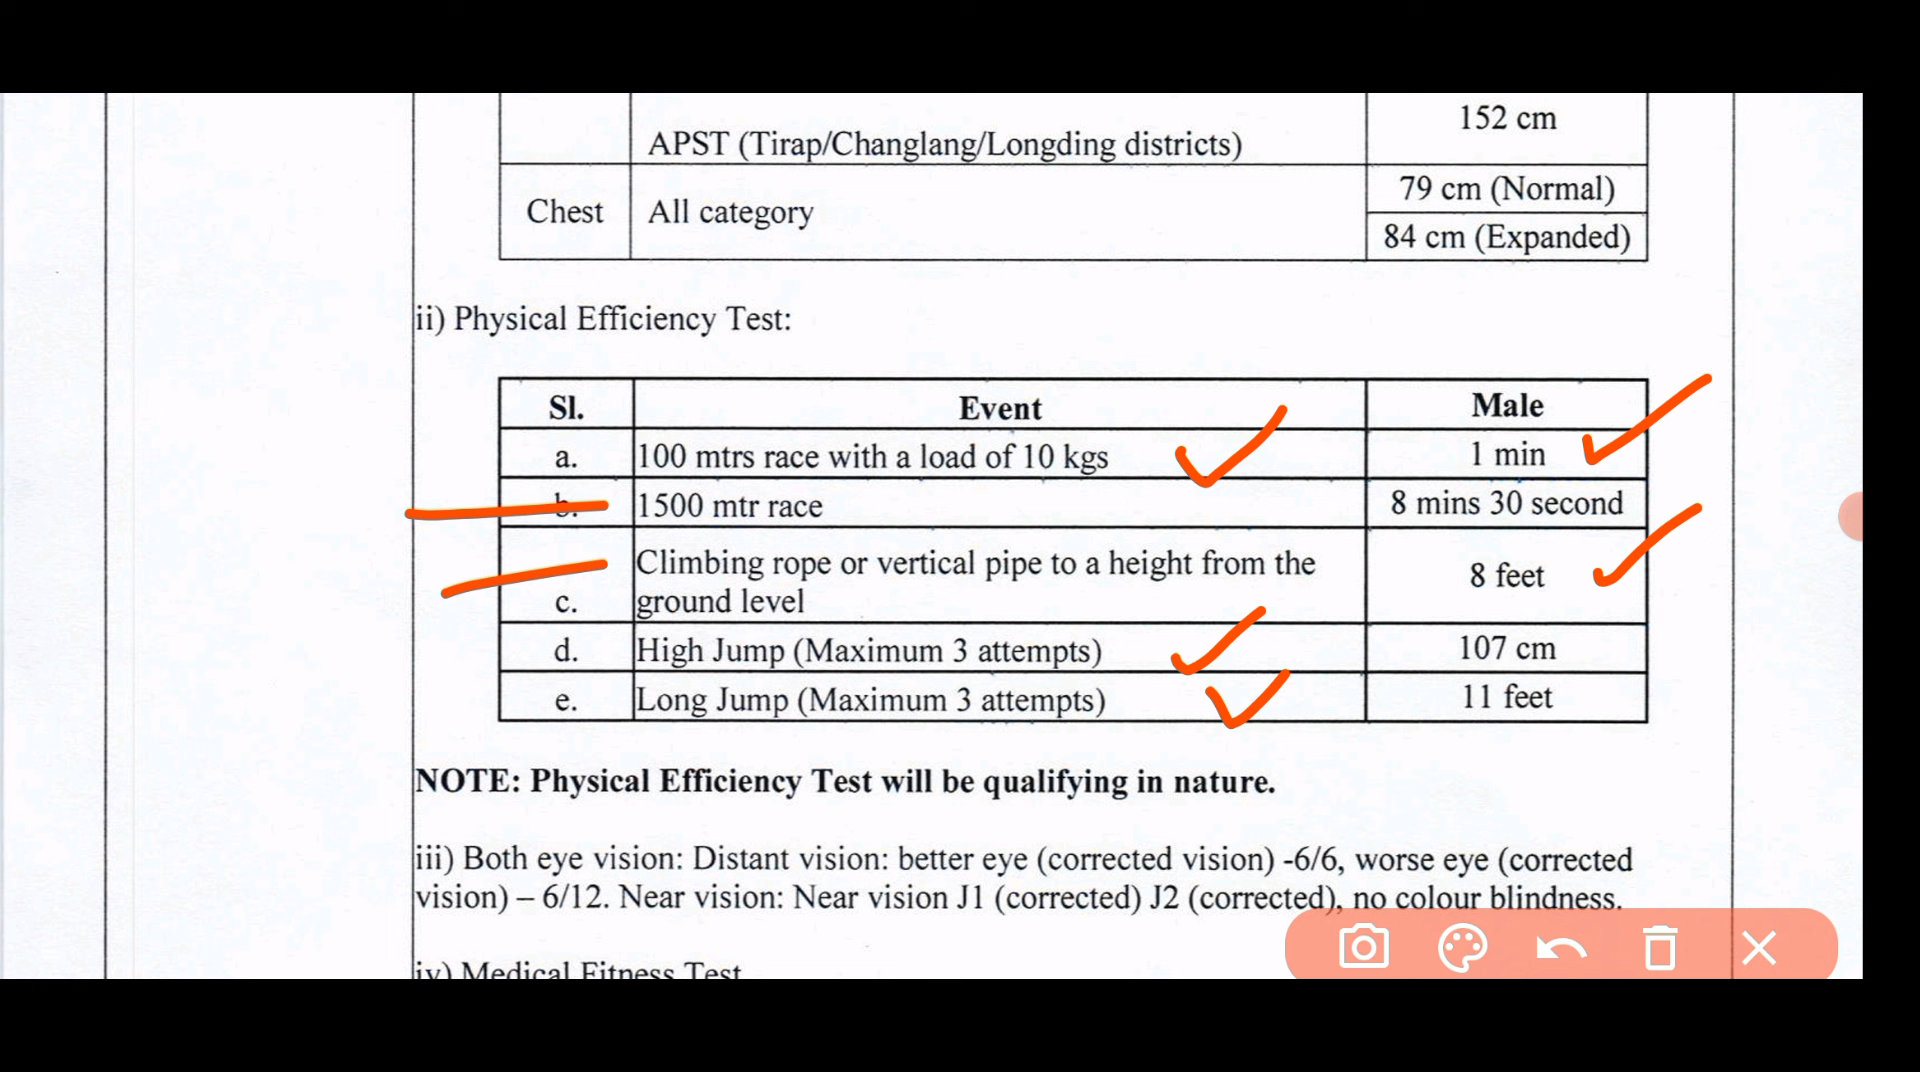 152 cm
APST (Tirap/Changlang/Longding districts)
79 cm (Normal)
Chest All category
84 cm (Expanded)
ii) Physical Efficiency Test:
Sl. Event Male
a. 100 mtrs race with a load of 10 kgs 1 min
b. 1500 mtr race 8 mins 30 second
Climbing rope or vertical pipe to a height from the 8 feet
c. ground level
d. High Jump (Maximum 3 attempts) 107 cm
e. Long Jump (Maximum 3 attempts) 11 feet
NOTE: Physical Efficiency Test will be qualifying in nature.
iii) Both eye vision: Distant vision: better eye (corrected vision) -6/6, worse eye (corrected
vision) – 6/12. Near vision: Near vision J1 (corrected) J2 (corrected), no colour blindness.
iv) Medical Fitness Test